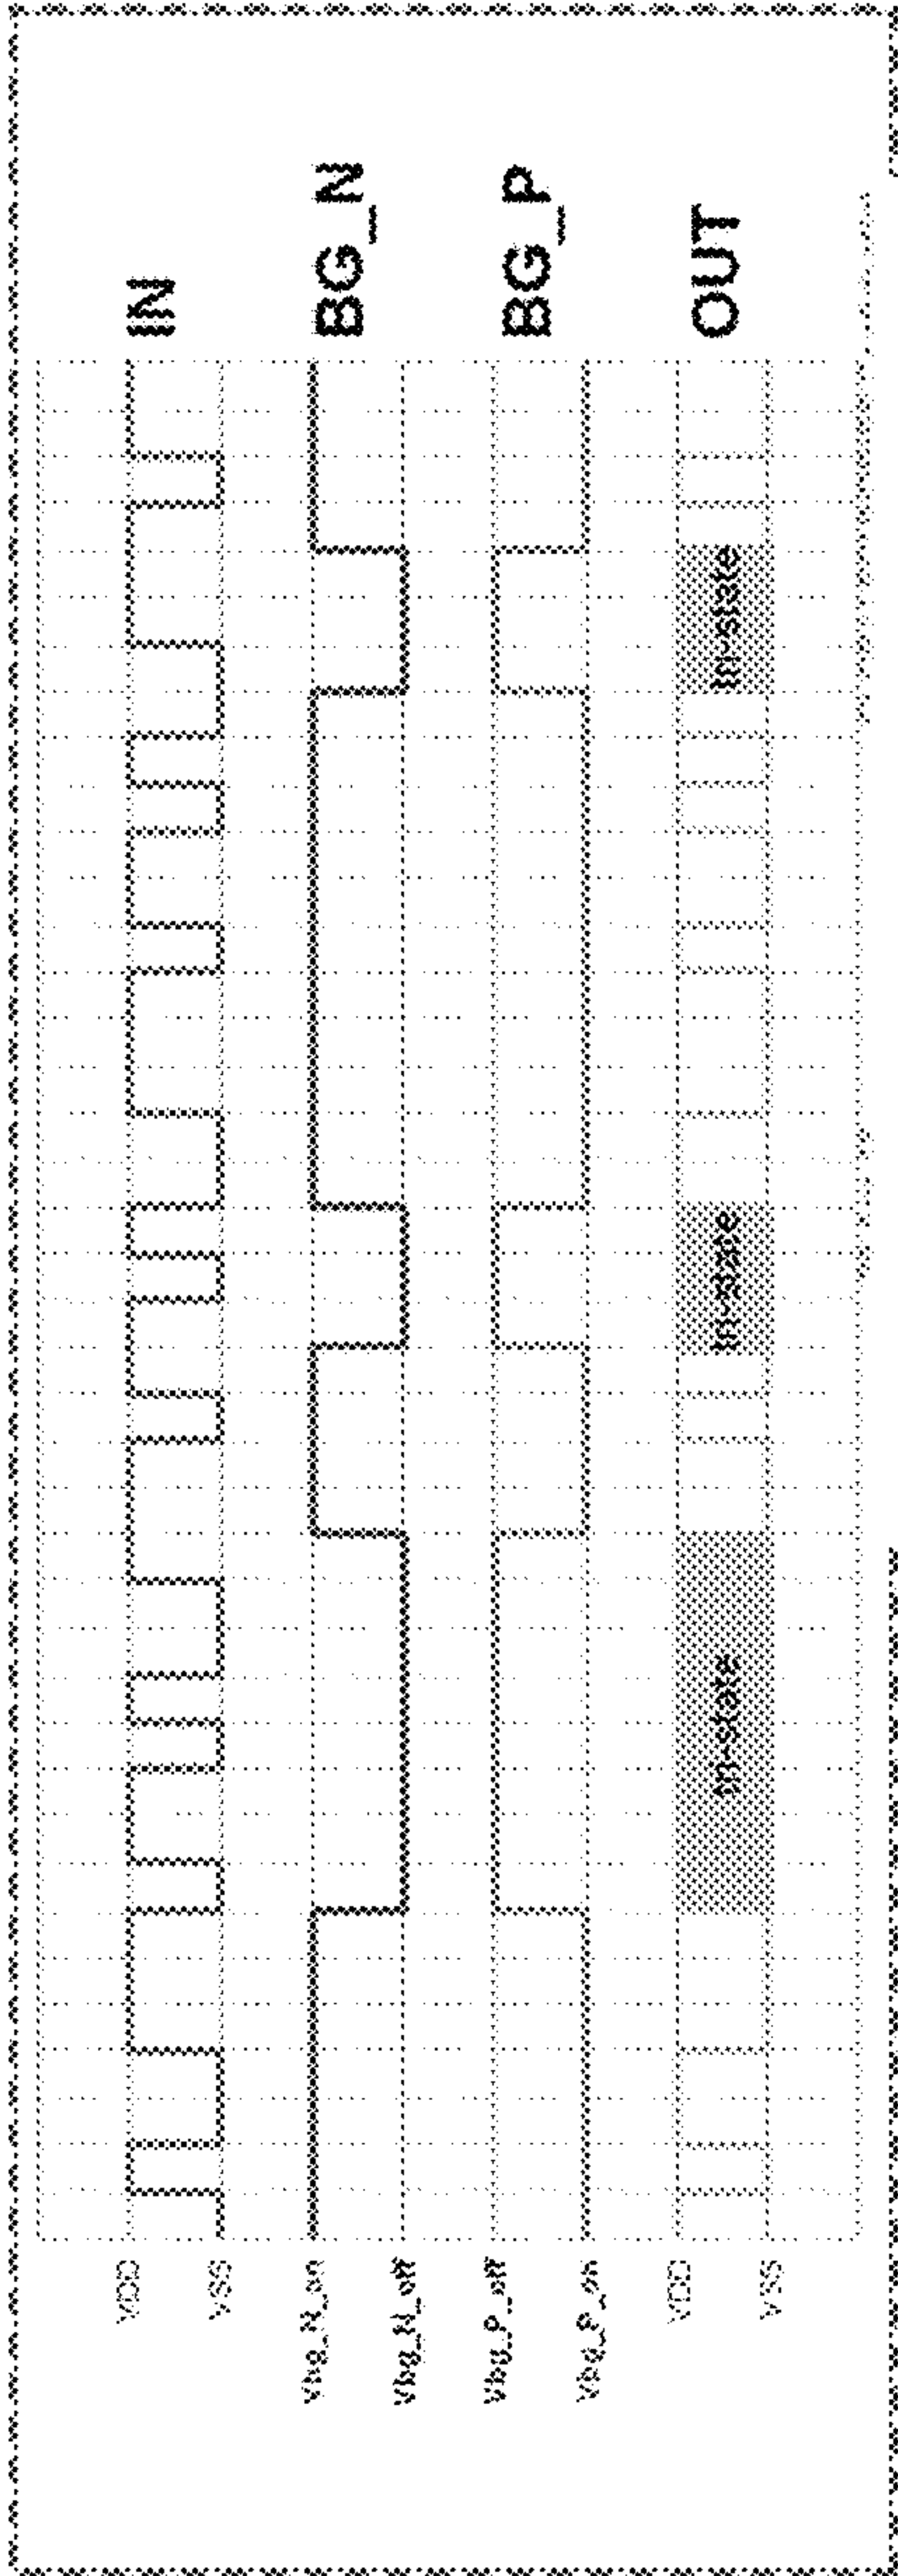 VDD
VSS
IN
Vbg_N_on
Vbg_N_off
BG_N
Vbg_P_off
Vbg_P_on
BG_P
VDD
VSS
tri-state
tri-state
tri-state
OUT